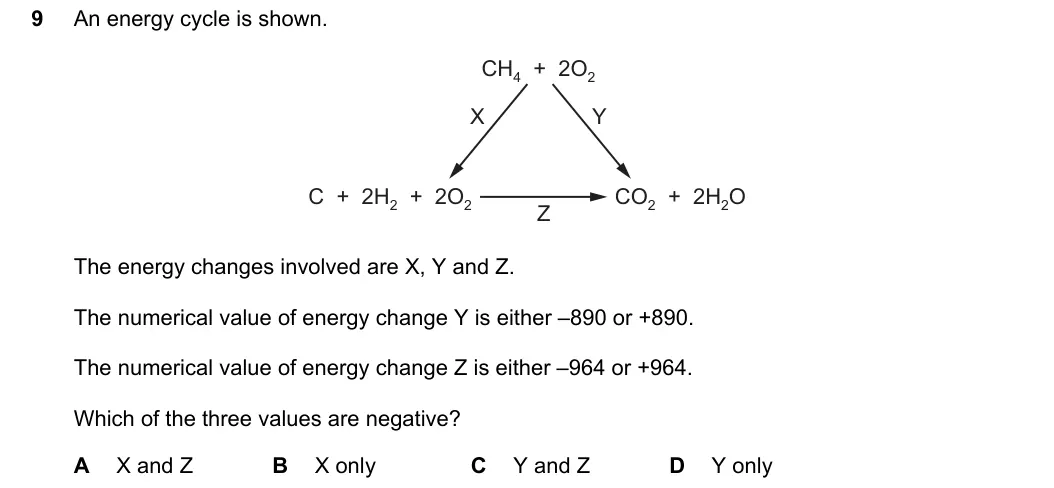 9 An energy cycle is shown.
CH₄ + 2O₂
X Y
C + 2H₂ + 2O₂ CO₂ + 2H₂O
Z
The energy changes involved are X, Y and Z.
The numerical value of energy change Y is either –890 or +890.
The numerical value of energy change Z is either –964 or +964.
Which of the three values are negative?
A X and Z B X only C Y and Z D Y only